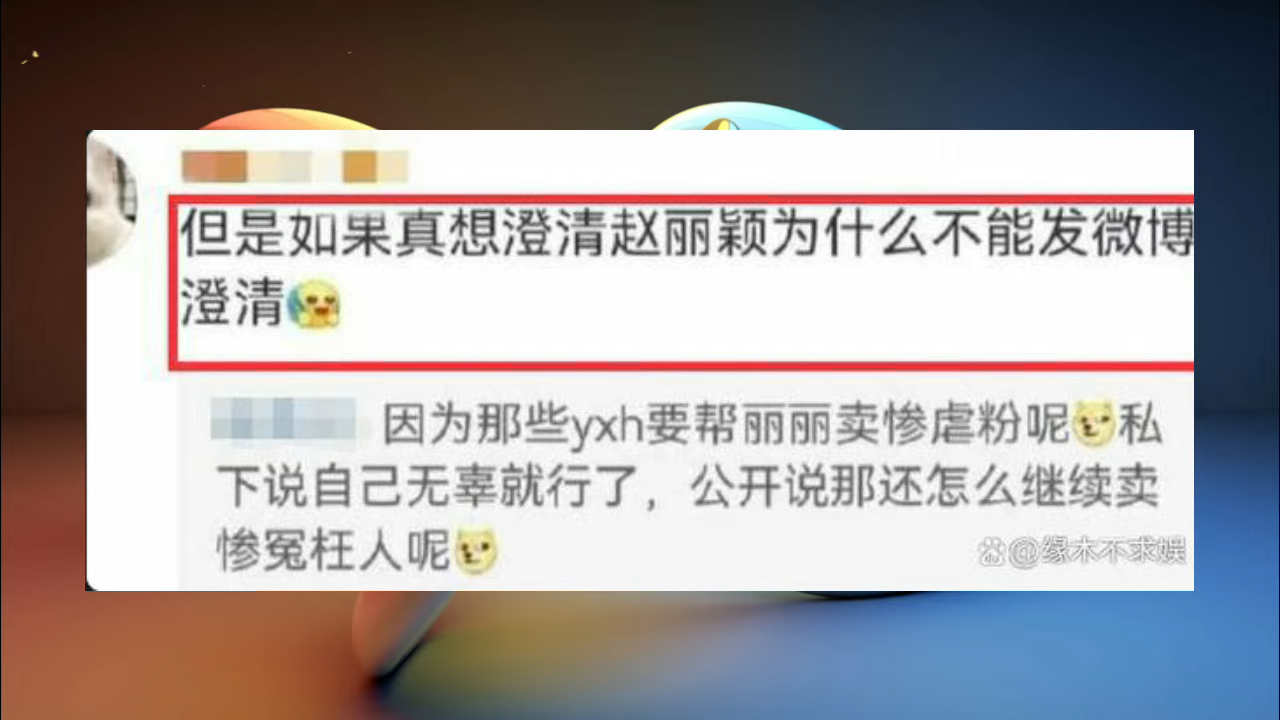 但是如果真想澄清赵丽颖为什么不能发微博
澄清
因为那些yxh要帮丽丽卖惨虐粉呢私
下说自己无辜就行了，公开说那还怎么继续卖
惨冤枉人呢
@缘木不求娱